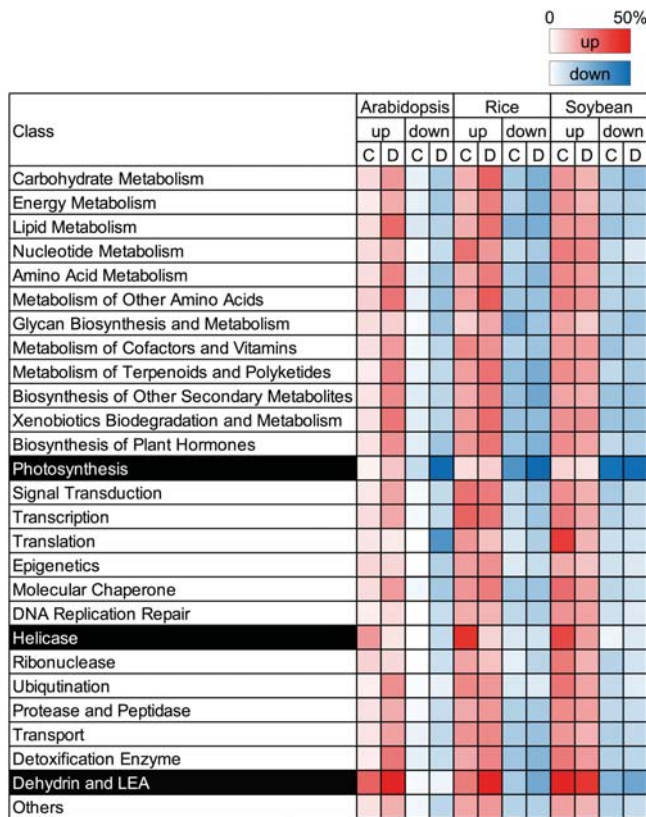 0 50%
up
down
Class
Arabidopsis Rice Soybean
up down up down up down
C D C D C D C D C D C D
Carbohydrate Metabolism
Energy Metabolism
Lipid Metabolism
Nucleotide Metabolism
Amino Acid Metabolism
Metabolism of Other Amino Acids
Glycan Biosynthesis and Metabolism
Metabolism of Cofactors and Vitamins
Metabolism of Terpenoids and Polyketides
Biosynthesis of Other Secondary Metabolites
Xenobiotics Biodegradation and Metabolism
Biosynthesis of Plant Hormones
Photosynthesis
Signal Transduction
Transcription
Translation
Epigenetics
Molecular Chaperone
DNA Replication Repair
Helicase
Ribonuclease
Ubiqutination
Protease and Peptidase
Transport
Detoxification Enzyme
Dehydrin and LEA
Others